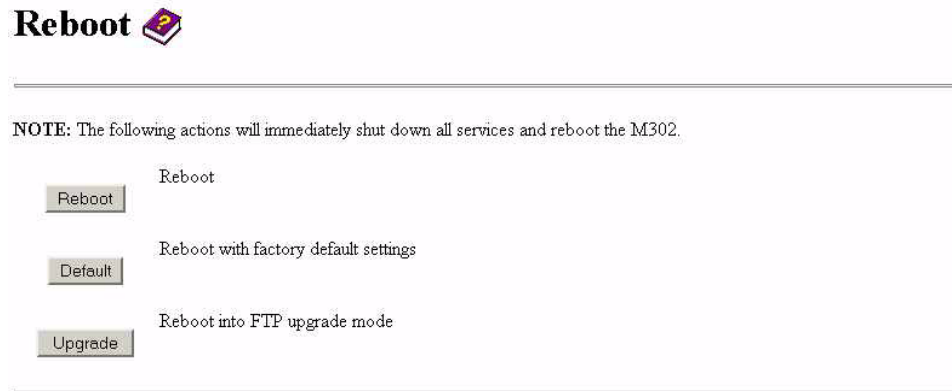 Reboot ?
NOTE: The following actions will immediately shut down all services and reboot the M302.
Reboot
Reboot
Reboot with factory default settings
Default
Reboot into FTP upgrade mode
Upgrade